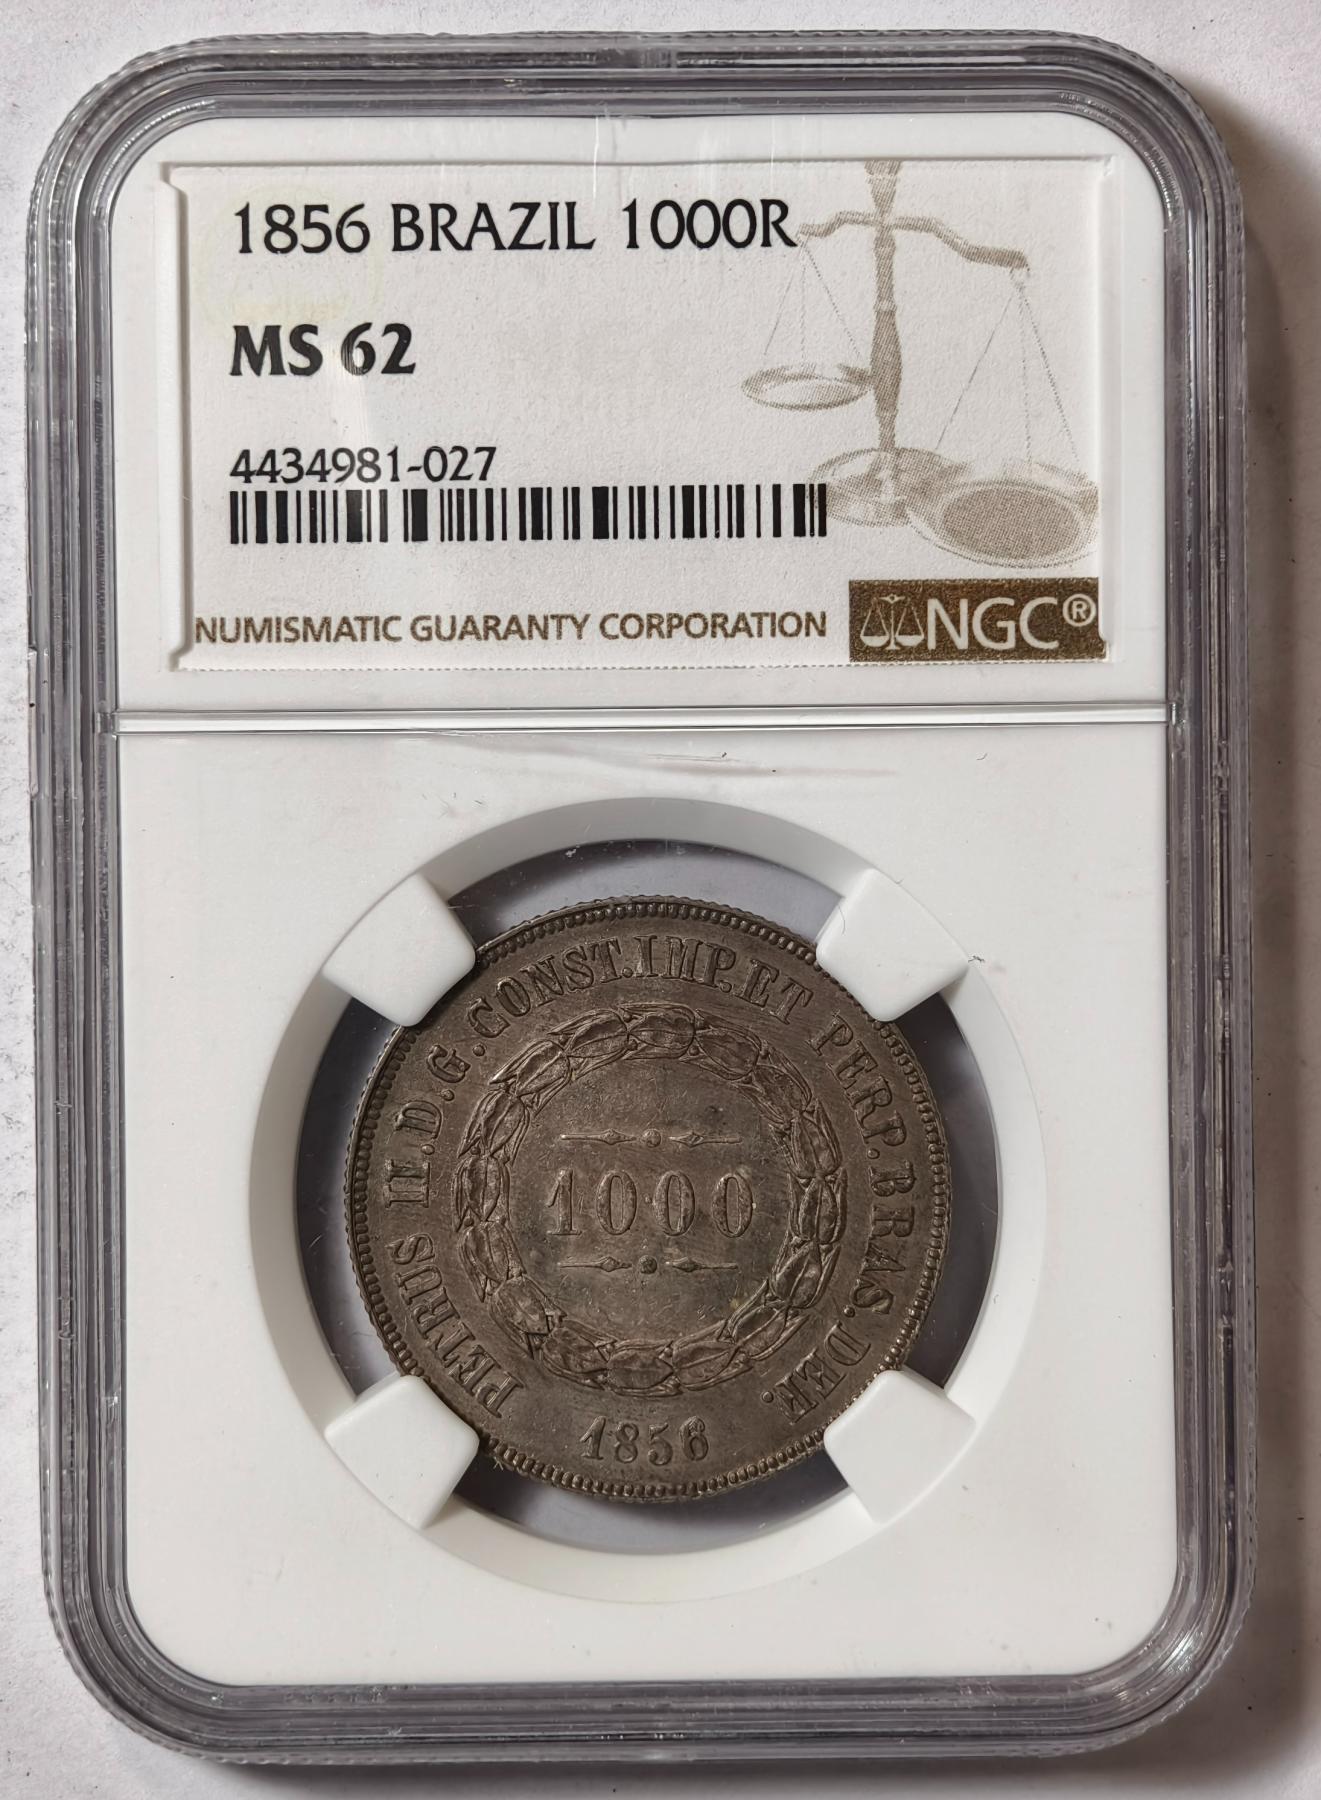 1856 BRAZIL 1000R
MS 62
4434981-027
NUMISMATIC GUARANTY CORPORATION
NGC®
PETRUS II.D.G.CONST.IMP.ET PERP.BRAS.DEF.
1000
1856